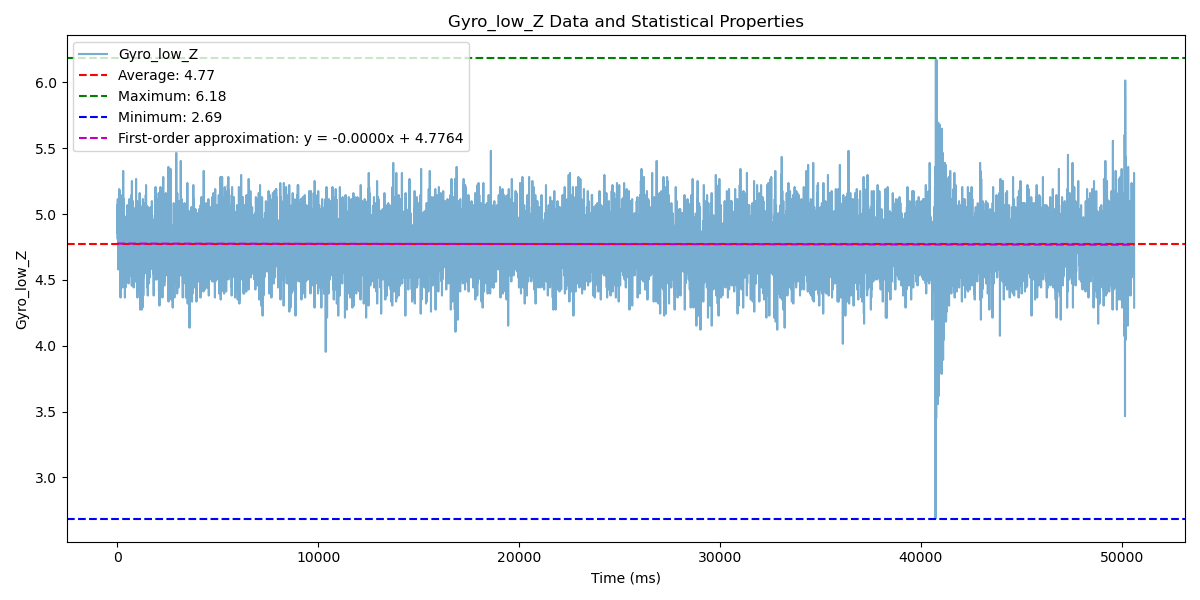 Gyro_low_Z Data and Statistical Properties
Gyro_low_Z
Average: 4.77
Maximum: 6.18
Minimum: 2.69
First-order approximation: y = -0.0000x + 4.7764
6.0
5.5
5.0
4.5
4.0
3.5
3.0
Gyro_low_Z
0 10000 20000 30000 40000 50000
Time (ms)